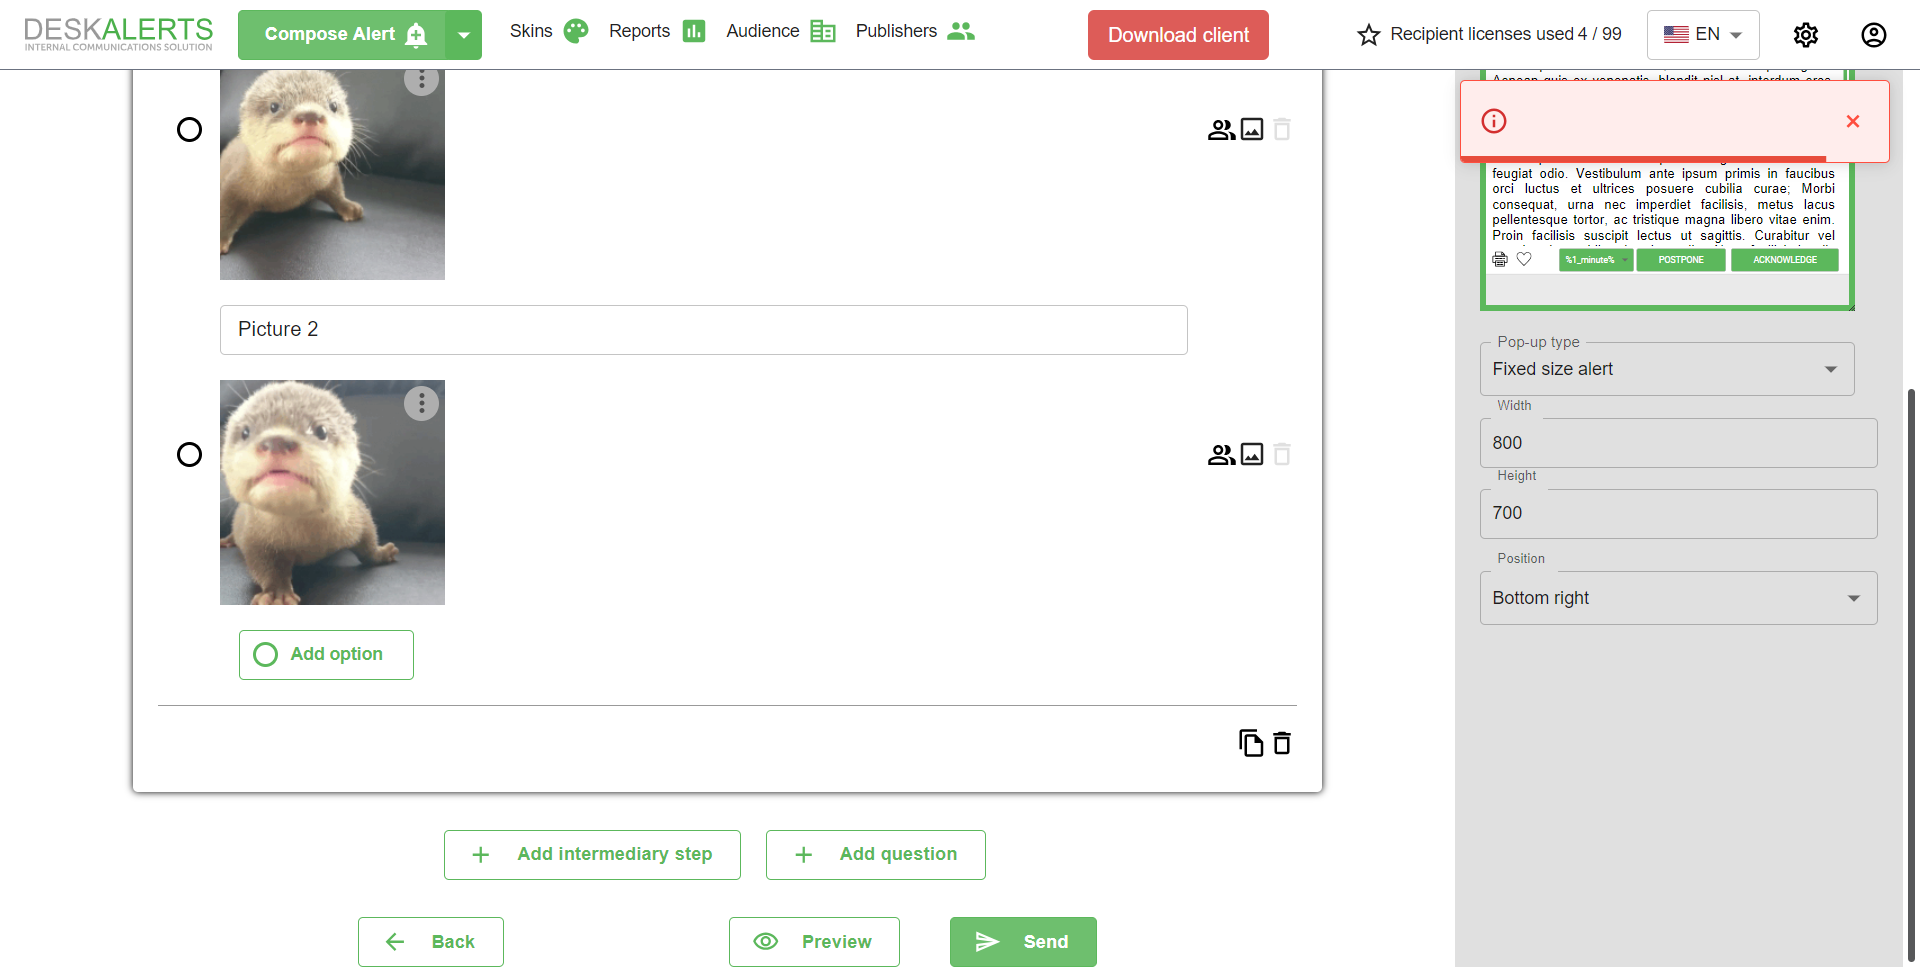 DESKALERTS
INTERNAL COMMUNICATIONS SOLUTION
Compose Alert
Skins
Reports
Audience
Publishers
Download client
Recipient licenses used 4 / 99
EN
feugiat odio. Vestibulum ante ipsum primis in faucibus
orci luctus et ultrices posuere cubilia curae; Morbi
consequat, urna nec imperdiet facilisis, metus lacus
pellentesque tortor, ac tristique magna libero vitae enim.
Proin facilisis suscipit lectus ut sagittis. Curabitur vel
%1_minute%
POSTPONE
ACKNOWLEDGE
Picture 2
Pop-up type
Fixed size alert
Width
800
Height
700
Position
Bottom right
Add option
Add intermediary step
Add question
Back
Preview
Send